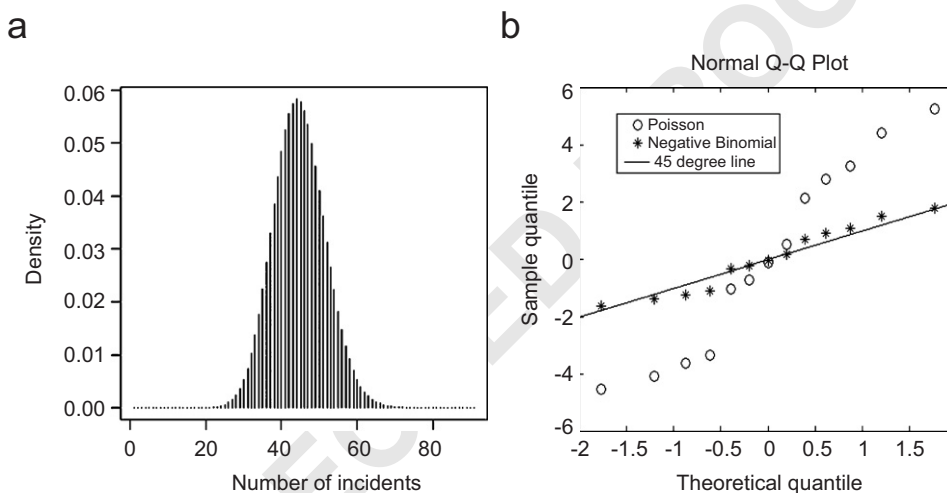 a
0.06
0.05
0.04
0.03
0.02
0.01
0.00
Density
0 20 40 60 80
Number of incidents
b
Normal Q-Q Plot
6
4
2
0
-2
-4
-6
Sample quantile
Poisson
Negative Binomial
45 degree line
-2 -1.5 -1 -0.5 0 0.5 1 1.5
Theoretical quantile